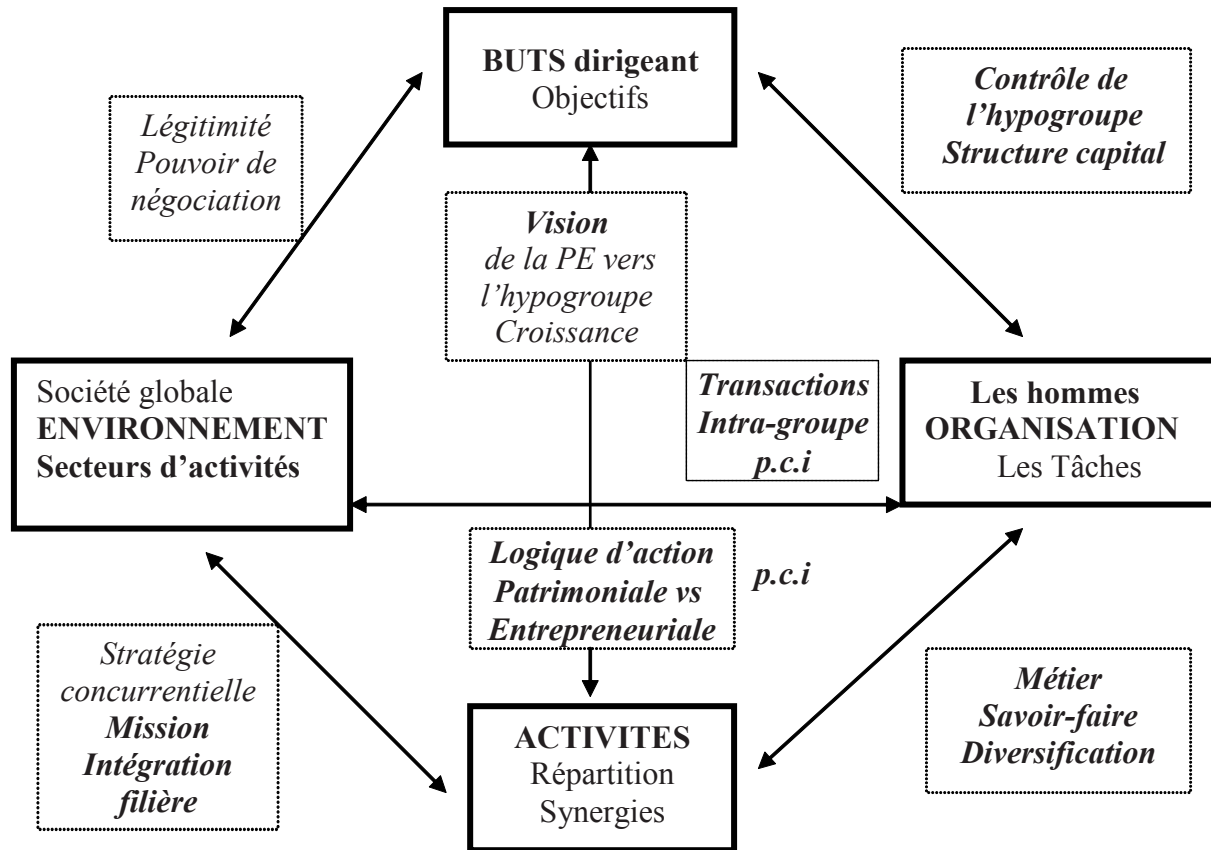 BUTS dirigeant
Objectifs
Contrôle de
l’hypogroupe
Structure capital
Légitimité
Pouvoir de
négociation
Vision
de la PE vers
l’hypogroupe
Croissance
Société globale
ENVIRONNEMENT
Secteurs d’activités
Transactions
Intra-groupe
p.c.i
Les hommes
ORGANISATION
Les Tâches
Logique d’action
Patrimoniale vs
Entrepreneuriale
p.c.i
Stratégie
concurrentielle
Mission
Intégration
filière
ACTIVITES
Répartition
Synergies
Métier
Savoir-faire
Diversification